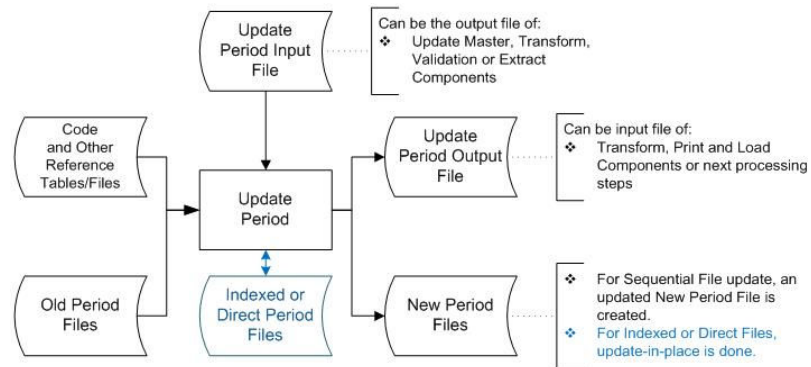 Update
Period Input
File
Can be the output file of:
❖ Update Master, Transform,
Validation or Extract
Components
Code
and Other
Reference
Tables/Files
Update
Period
Update
Period Output
File
Can be input file of:
❖ Transform, Print and Load
Components or next processing
steps
Old Period
Files
Indexed or
Direct Period
Files
New Period
Files
❖ For Sequential File update, an
updated New Period File is
created.
❖ For Indexed or Direct Files,
update-in-place is done.